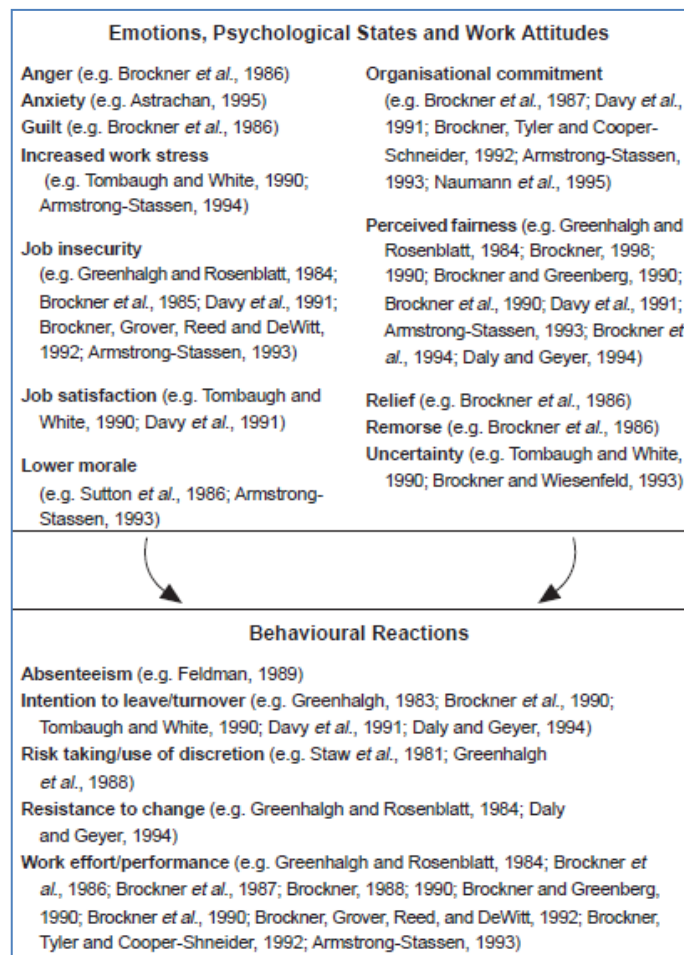 Emotions, Psychological States and Work Attitudes
Anger (e.g. Brockner et al., 1986)
Anxiety (e.g. Astrachan, 1995)
Guilt (e.g. Brockner et al., 1986)
Increased work stress
(e.g. Tombaugh and White, 1990;
Armstrong-Stassen, 1994)
Job insecurity
(e.g. Greenhalgh and Rosenblatt, 1984;
Brockner et al., 1985; Davy et al., 1991;
Brockner, Grover, Reed and DeWitt,
1992; Armstrong-Stassen, 1993)
Job satisfaction (e.g. Tombaugh and
White, 1990; Davy et al., 1991)
Lower morale
(e.g. Sutton et al., 1986; Armstrong-
Stassen, 1993)
Organisational commitment
(e.g. Brockner et al., 1987; Davy et al.,
1991; Brockner, Tyler and Cooper-
Schneider, 1992; Armstrong-Stassen,
1993; Naumann et al., 1995)
Perceived fairness (e.g. Greenhalgh and
Rosenblatt, 1984; Brockner, 1998;
1990; Brockner and Greenberg, 1990;
Brockner et al., 1990; Davy et al., 1991;
Armstrong-Stassen, 1993; Brockner et
al., 1994; Daly and Geyer, 1994)
Relief (e.g. Brockner et al., 1986)
Remorse (e.g. Brockner et al., 1986)
Uncertainty (e.g. Tombaugh and White,
1990; Brockner and Wiesenfeld, 1993)
Behavioural Reactions
Absenteeism (e.g. Feldman, 1989)
Intention to leave/turnover (e.g. Greenhalgh, 1983; Brockner et al., 1990;
Tombaugh and White, 1990; Davy et al., 1991; Daly and Geyer, 1994)
Risk taking/use of discretion (e.g. Staw et al., 1981; Greenhalgh
et al., 1988)
Resistance to change (e.g. Greenhalgh and Rosenblatt, 1984; Daly
and Geyer, 1994)
Work effort/performance (e.g. Greenhalgh and Rosenblatt, 1984; Brockner et
al., 1986; Brockner et al., 1987; Brockner, 1988; 1990; Brockner and Greenberg,
1990; Brockner et al., 1990; Brockner, Grover, Reed, and DeWitt, 1992; Brockner,
Tyler and Cooper-Shneider, 1992; Armstrong-Stassen, 1993)